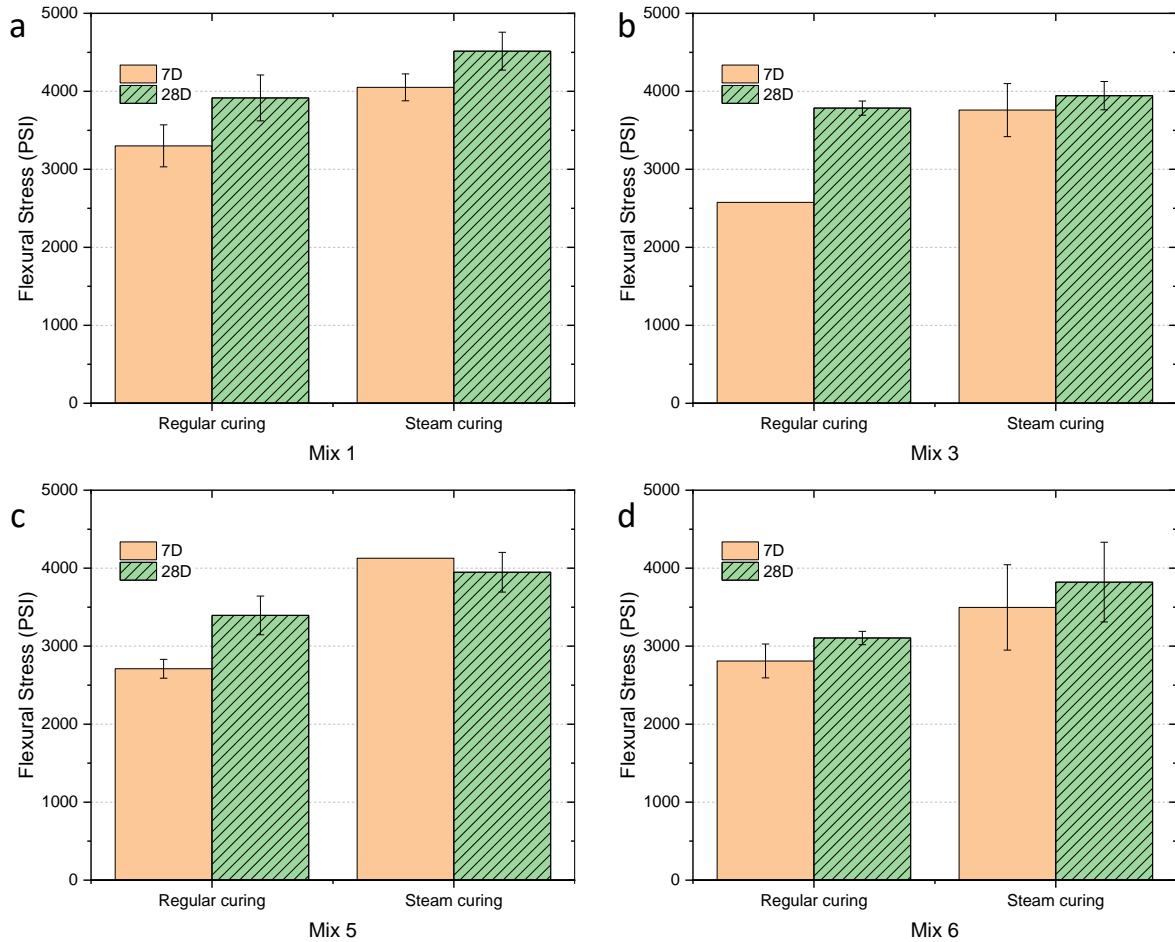 a
Flexural Stress (PSI)
5000
4000
3000
2000
1000
0
7D
28D
Regular curing
Steam curing
Mix 1
b
Flexural Stress (PSI)
5000
4000
3000
2000
1000
0
7D
28D
Regular curing
Steam curing
Mix 3
c
Flexural Stress (PSI)
5000
4000
3000
2000
1000
0
7D
28D
Regular curing
Steam curing
Mix 5
d
Flexural Stress (PSI)
5000
4000
3000
2000
1000
0
7D
28D
Regular curing
Steam curing
Mix 6